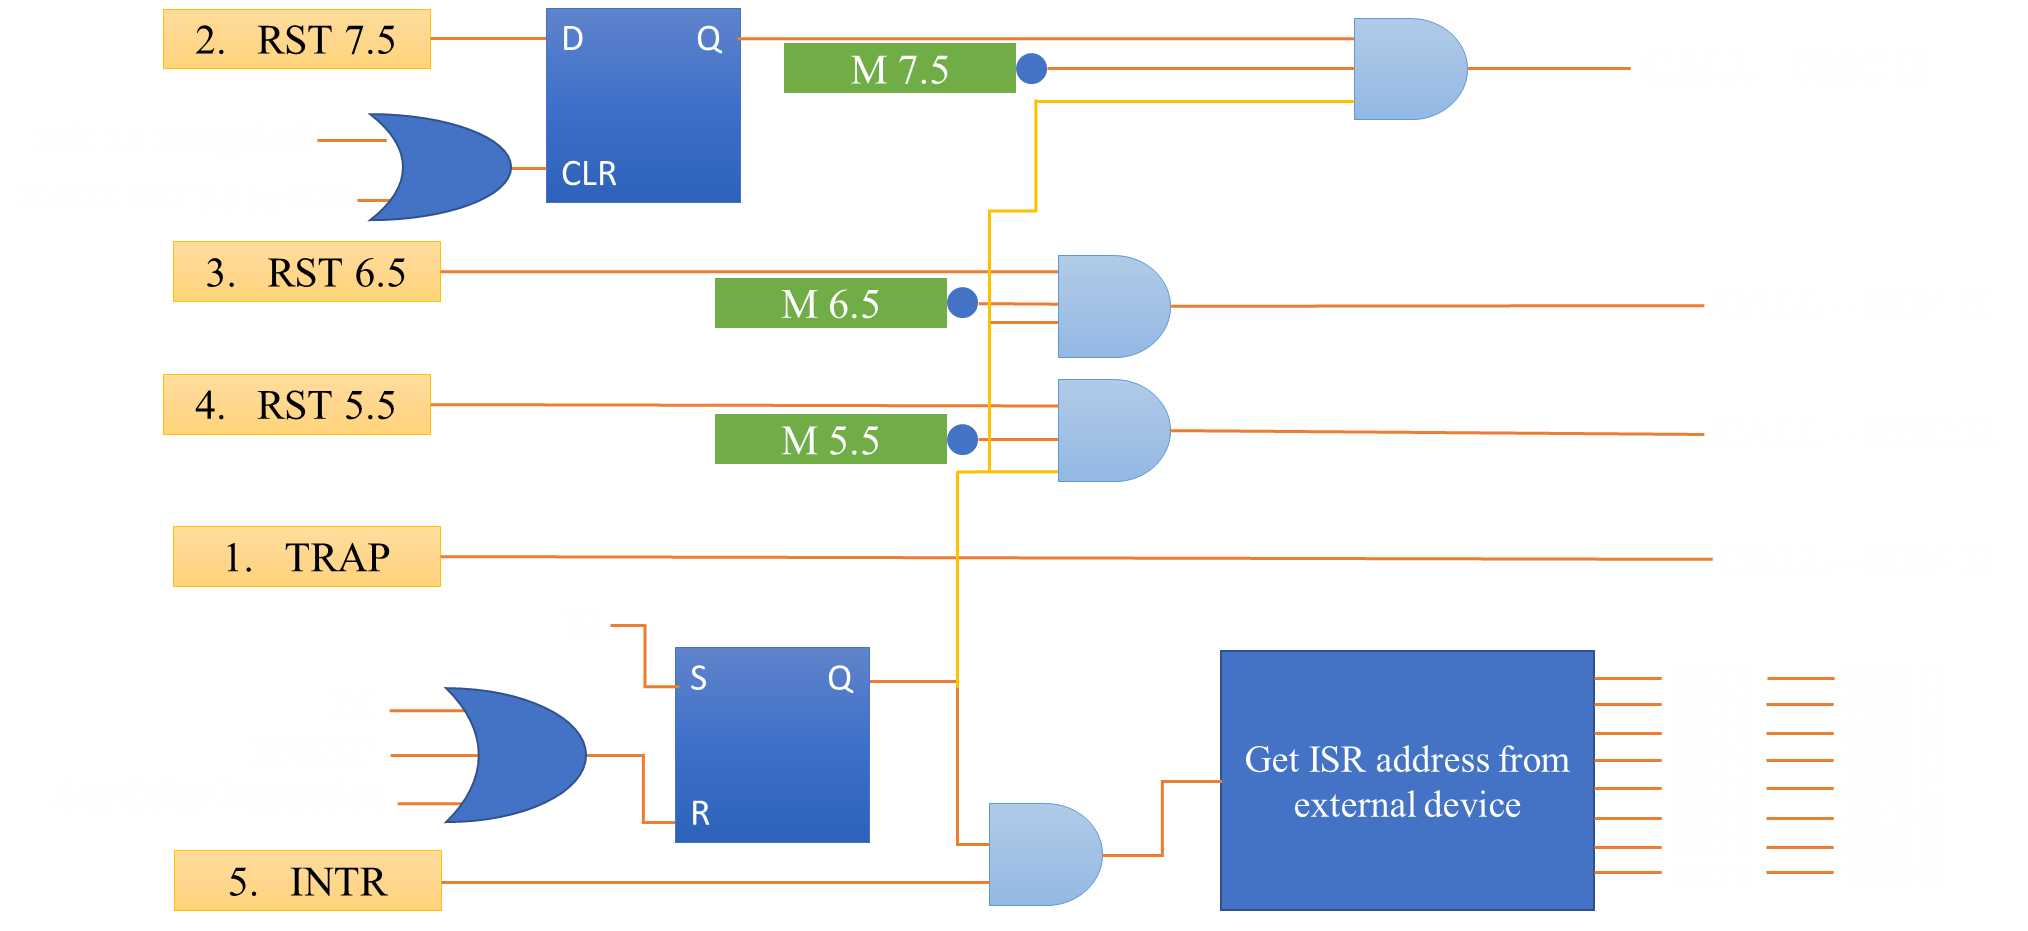 2. RST 7.5
D
Q
M 7.5
CLR
3. RST 6.5
M 6.5
4. RST 5.5
M 5.5
1. TRAP
S
Q
R
Get ISR address from
external device
5. INTR